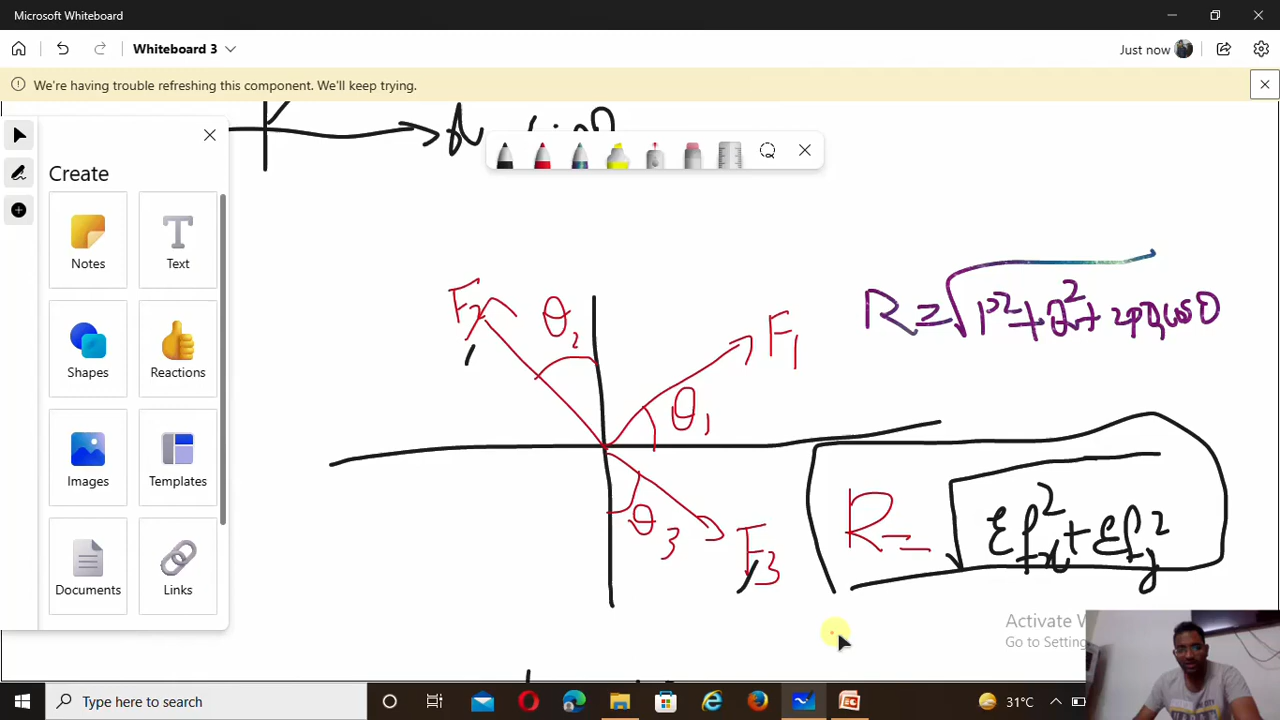 Microsoft Whiteboard
Whiteboard 3
Just now
We're having trouble refreshing this component. We'll keep trying.
Create
Notes
Text
Shapes
Reactions
Images
Templates
Documents
Links
F2
θ2
F1
θ1
θ3
F3
R = √P²+Q²+2PQcosθ
R = √Σfx²+Σfy²
Activate W
Go to Setting
Type here to search
31°C